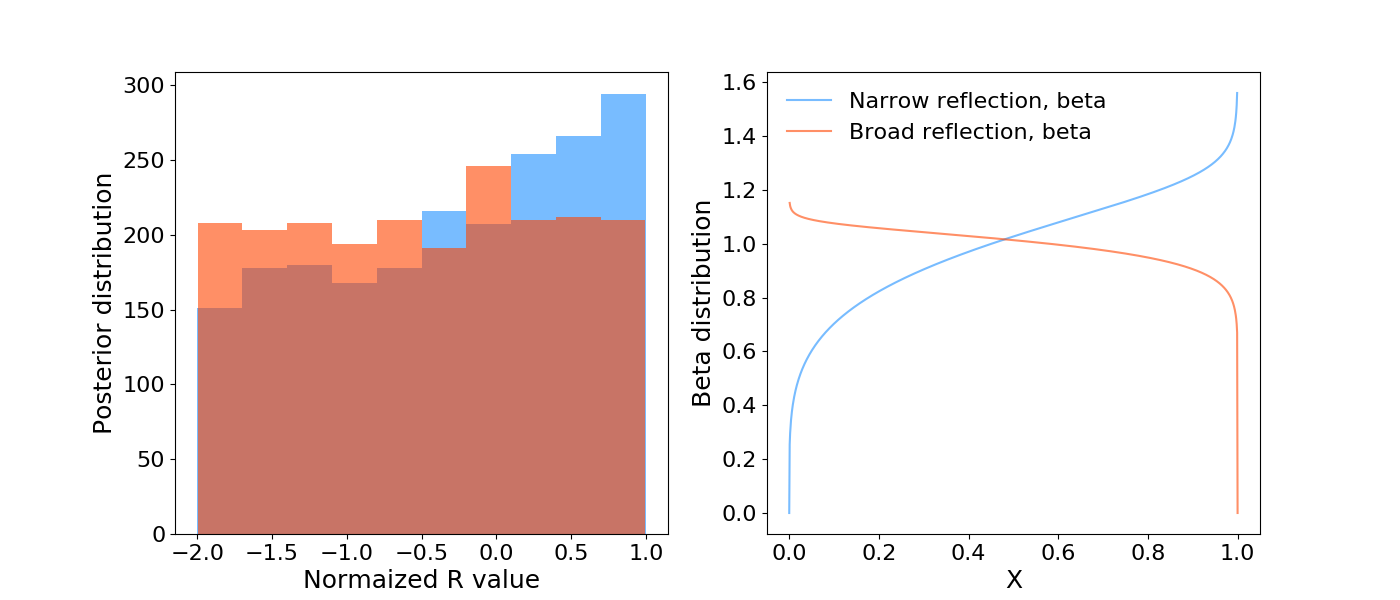 300
250
200
150
100
50
0
−2.0 −1.5 −1.0 −0.5 0.0 0.5 1.0
Normaized R value
Posterior distribution
1.6
1.4
1.2
1.0
0.8
0.6
0.4
0.2
0.0
0.0 0.2 0.4 0.6 0.8 1.0
X
Beta distribution
Narrow reflection, beta
Broad reflection, beta